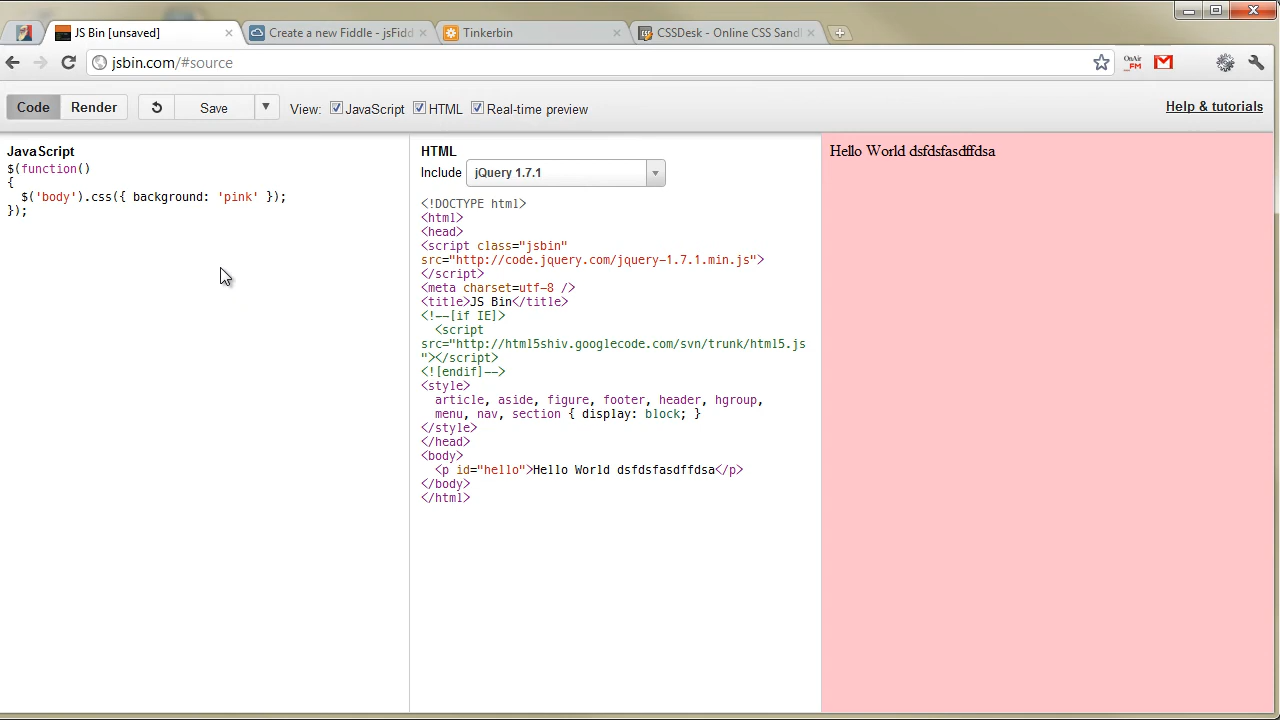 JS Bin [unsaved]
Create a new Fiddle - jsFidd
Tinkerbin
CSSDesk - Online CSS Sand
jsbin.com/#source
OnAir
_FM
Code
Render
Save
View:
JavaScript
HTML
Real-time preview
Help & tutorials
JavaScript
$(function()
{
  $('body').css({ background: 'pink' });
});
HTML
Include
jQuery 1.7.1
<!DOCTYPE html>
<html>
<head>
<script class="jsbin"
src="http://code.jquery.com/jquery-1.7.1.min.js">
</script>
<meta charset=utf-8 />
<title>JS Bin</title>
<!--[if IE]>
  <script
src="http://html5shiv.googlecode.com/svn/trunk/html5.js
"></script>
<![endif]-->
<style>
  article, aside, figure, footer, header, hgroup,
  menu, nav, section { display: block; }
</style>
</head>
<body>
  <p id="hello">Hello World dsfdsfasdffdsa</p>
</body>
</html>
Hello World dsfdsfasdffdsa